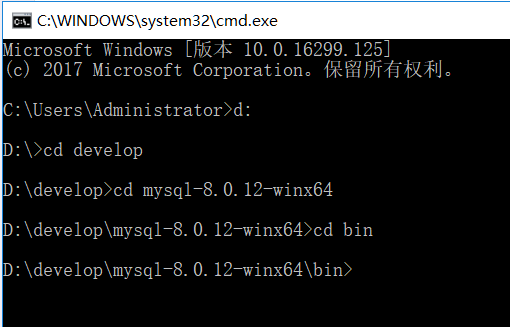 C:\WINDOWS\system32\cmd.exe
Microsoft Windows [版本 10.0.16299.125]
(c) 2017 Microsoft Corporation。保留所有权利。
C:\Users\Administrator>d:
D:\>cd develop
D:\develop>cd mysql-8.0.12-winx64
D:\develop\mysql-8.0.12-winx64>cd bin
D:\develop\mysql-8.0.12-winx64\bin>